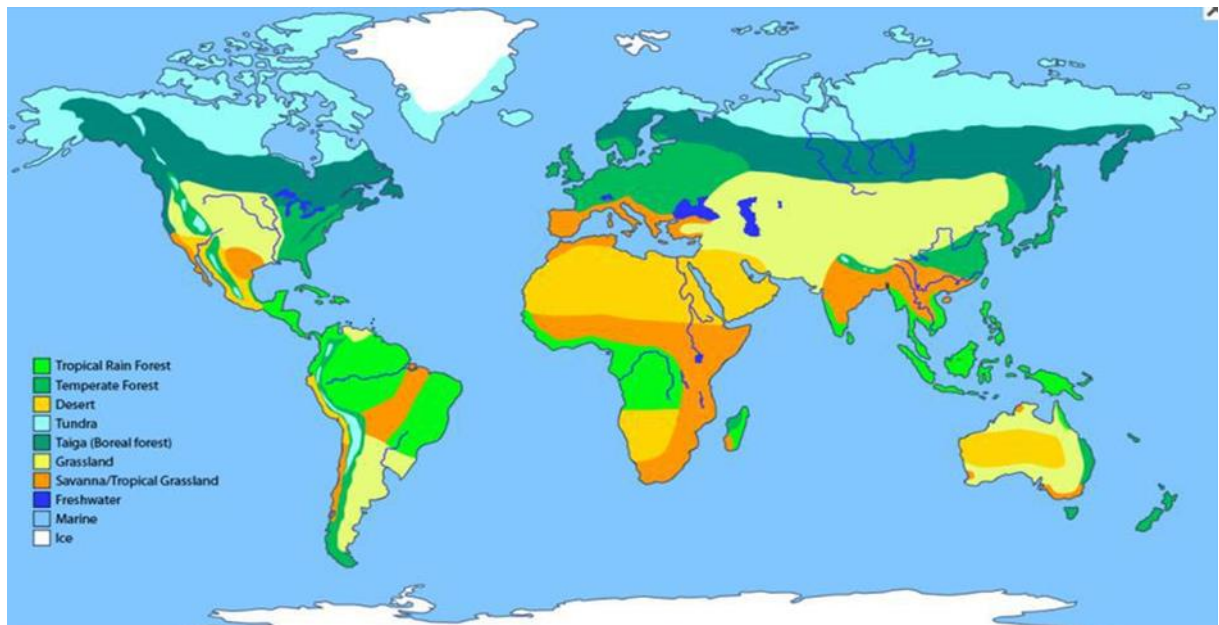 Tropical Rain Forest
Temperate Forest
Desert
Tundra
Taiga (Boreal forest)
Grassland
Savanna/Tropical Grassland
Freshwater
Marine
Ice